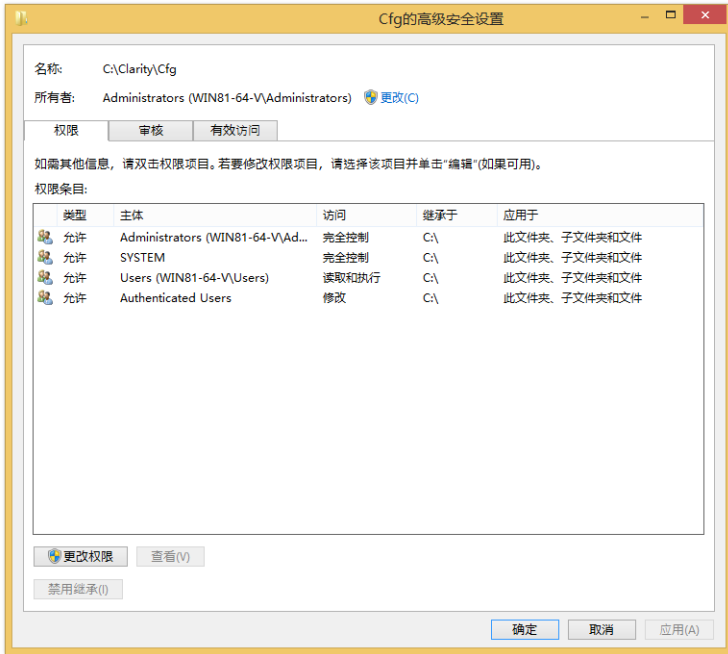 Cfg的高级安全设置
名称: C:\Clarity\Cfg
所有者: Administrators (WIN81-64-V\Administrators) 更改(C)
权限 审核 有效访问
如需其他信息，请双击权限项目。若要修改权限项目，请选择该项目并单击“编辑”(如果可用)。
权限条目:
类型 主体 访问 继承于 应用于
允许 Administrators (WIN81-64-V\Ad... 完全控制 C:\ 此文件夹、子文件夹和文件
允许 SYSTEM 完全控制 C:\ 此文件夹、子文件夹和文件
允许 Users (WIN81-64-V\Users) 读取和执行 C:\ 此文件夹、子文件夹和文件
允许 Authenticated Users 修改 C:\ 此文件夹、子文件夹和文件
更改权限 查看(V)
禁用继承(I)
确定 取消 应用(A)